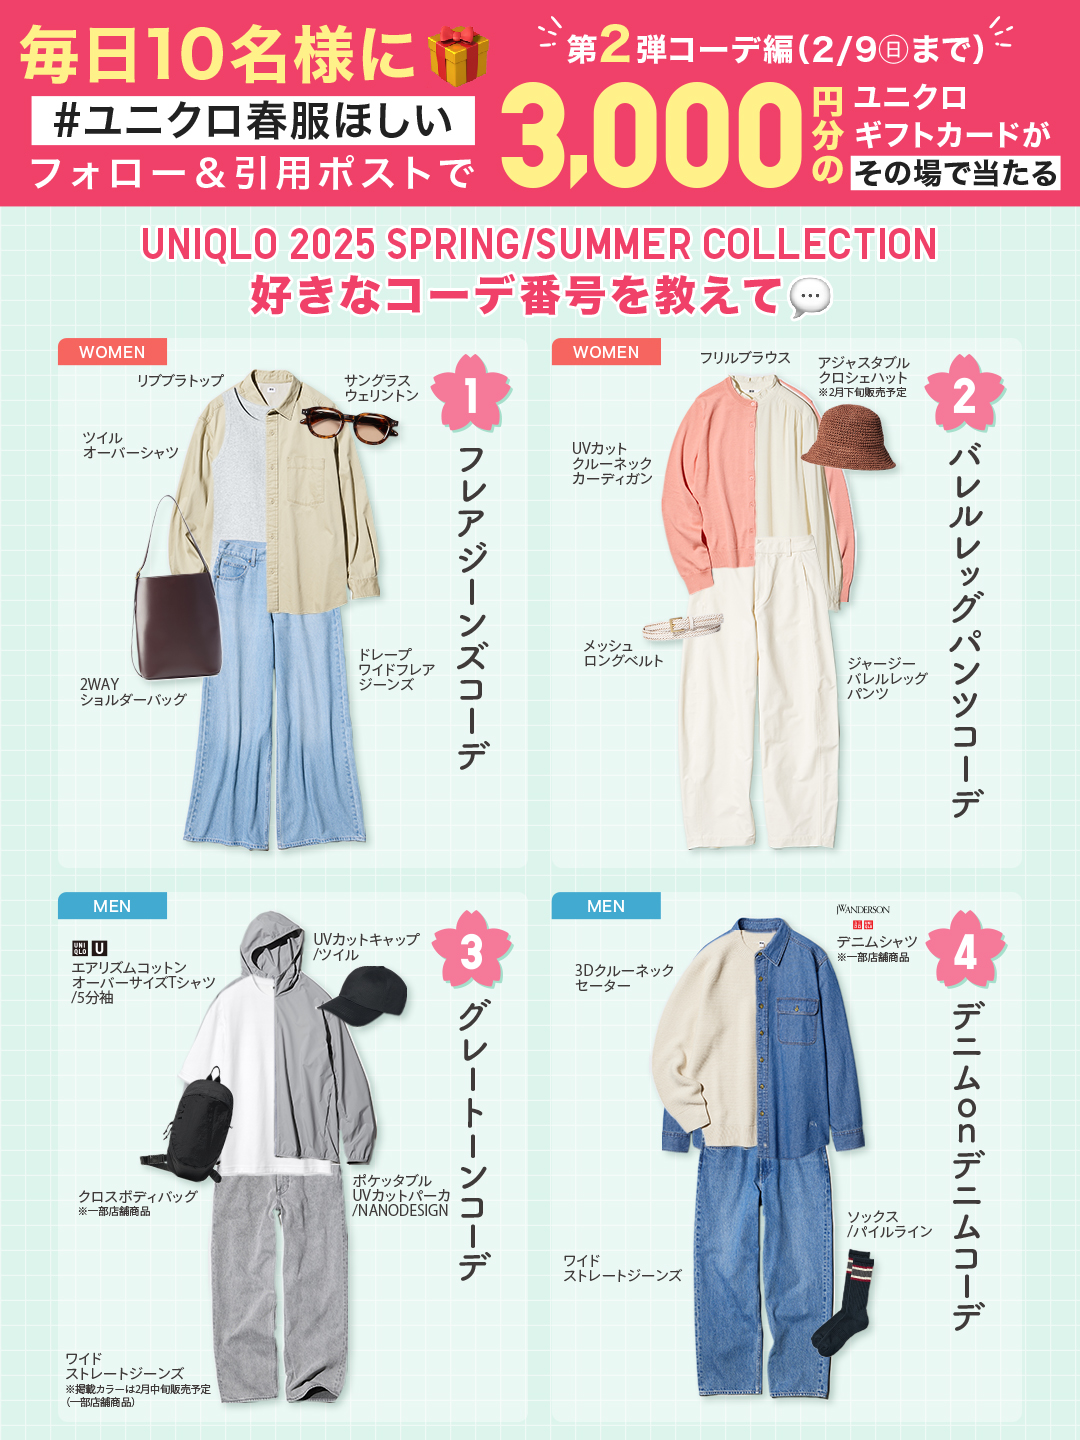 毎日10名様に
#ユニクロ春服ほしい
フォロー&引用ポストで
第2弾コーデ編(2/9㊐まで)
3,000円分の
ユニクロ
ギフトカードが
その場で当たる
UNIQLO 2025 SPRING/SUMMER COLLECTION
好きなコーデ番号を教えて
WOMEN
1
フレアジーンズコーデ
リブブラトップ
サングラス
ウェリントン
ツイル
オーバーシャツ
2WAY
ショルダーバッグ
ドレープ
ワイドフレア
ジーンズ
WOMEN
2
バレルレッグパンツコーデ
フリルブラウス
アジャスタブル
クロシェハット
※2月下旬販売予定
UVカット
クルーネック
カーディガン
メッシュ
ロングベルト
ジャージー
バレルレッグ
パンツ
MEN
3
グレートーンコーデ
UNI
QLO
U
エアリズムコットン
オーバーサイズTシャツ
/5分袖
UVカットキャップ
/ツイル
クロスボディバッグ
※一部店舗商品
ポケッタブル
UVカットパーカ
/NANODESIGN
ワイド
ストレートジーンズ
※掲載カラーは2月中旬販売予定
(一部店舗商品)
MEN
4
デニムonデニムコーデ
JWANDERSON
デニムシャツ
※一部店舗商品
3Dクルーネック
セーター
ソックス
/パイルライン
ワイド
ストレートジーンズ